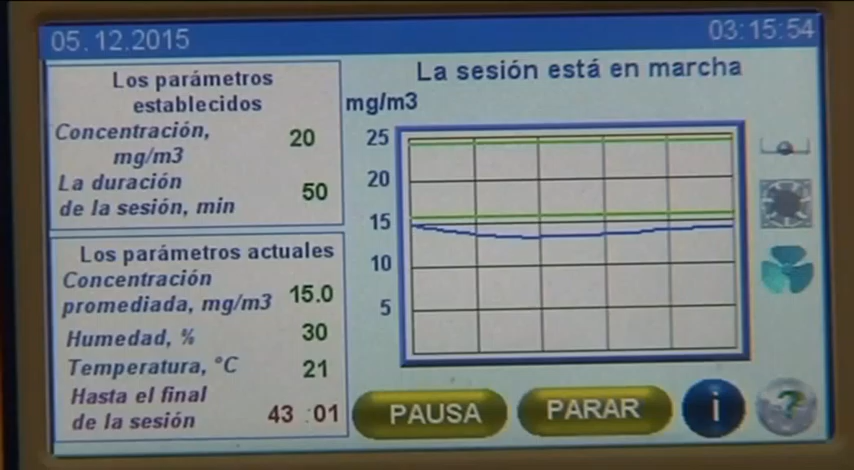 05.12.2015
03:15:54
Los parámetros
establecidos
Concentración,
mg/m3
20
La duración
de la sesión, min
50
Los parámetros actuales
Concentración
promediada, mg/m3
15.0
Humedad, %
30
Temperatura, °C
21
Hasta el final
de la sesión
43 :01
La sesión está en marcha
mg/m3
25
20
15
10
5
PAUSA
PARAR
i
?